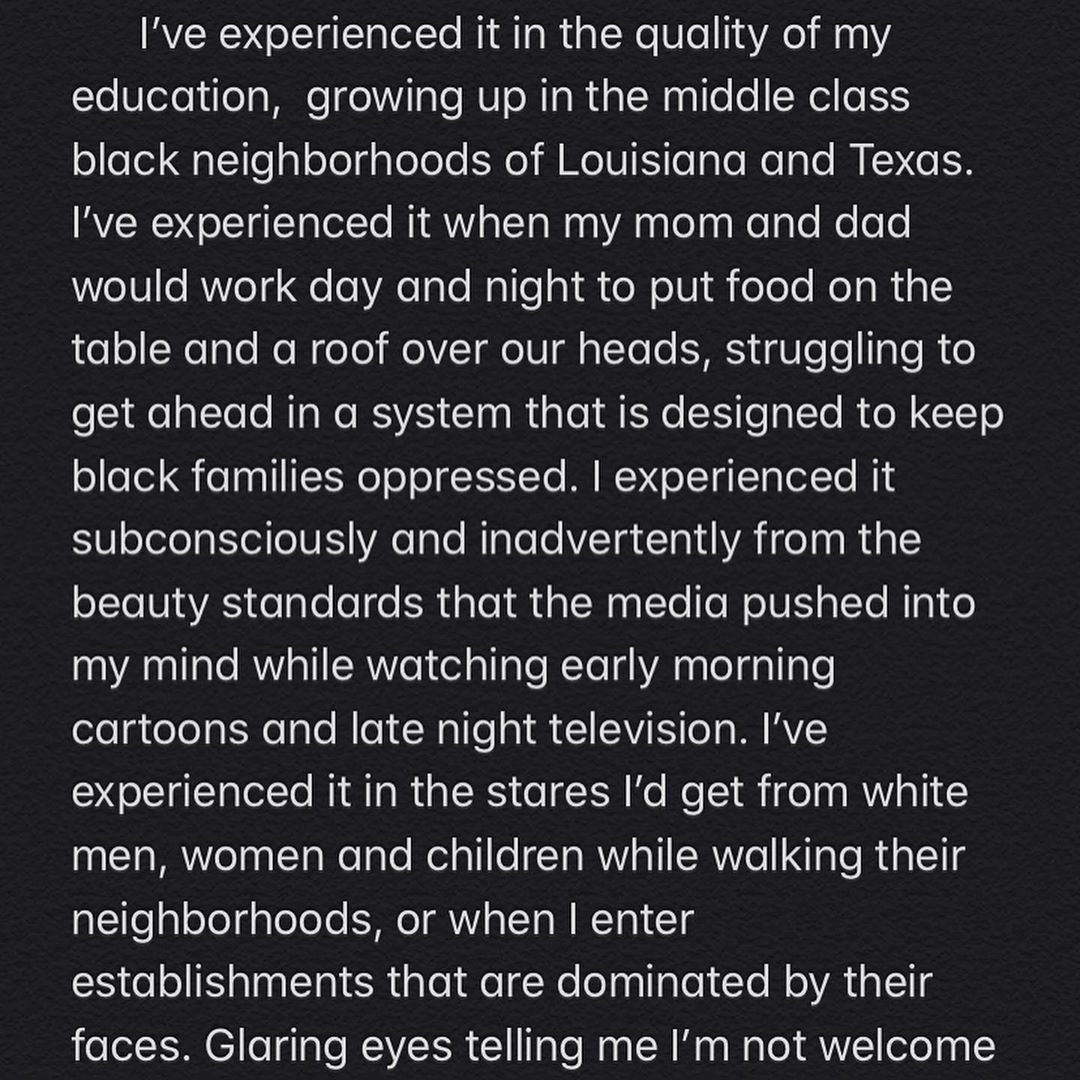 I’ve experienced it in the quality of my
education,  growing up in the middle class
black neighborhoods of Louisiana and Texas.
I’ve experienced it when my mom and dad
would work day and night to put food on the
table and a roof over our heads, struggling to
get ahead in a system that is designed to keep
black families oppressed. I experienced it
subconsciously and inadvertently from the
beauty standards that the media pushed into
my mind while watching early morning
cartoons and late night television. I’ve
experienced it in the stares I’d get from white
men, women and children while walking their
neighborhoods, or when I enter
establishments that are dominated by their
faces. Glaring eyes telling me I’m not welcome